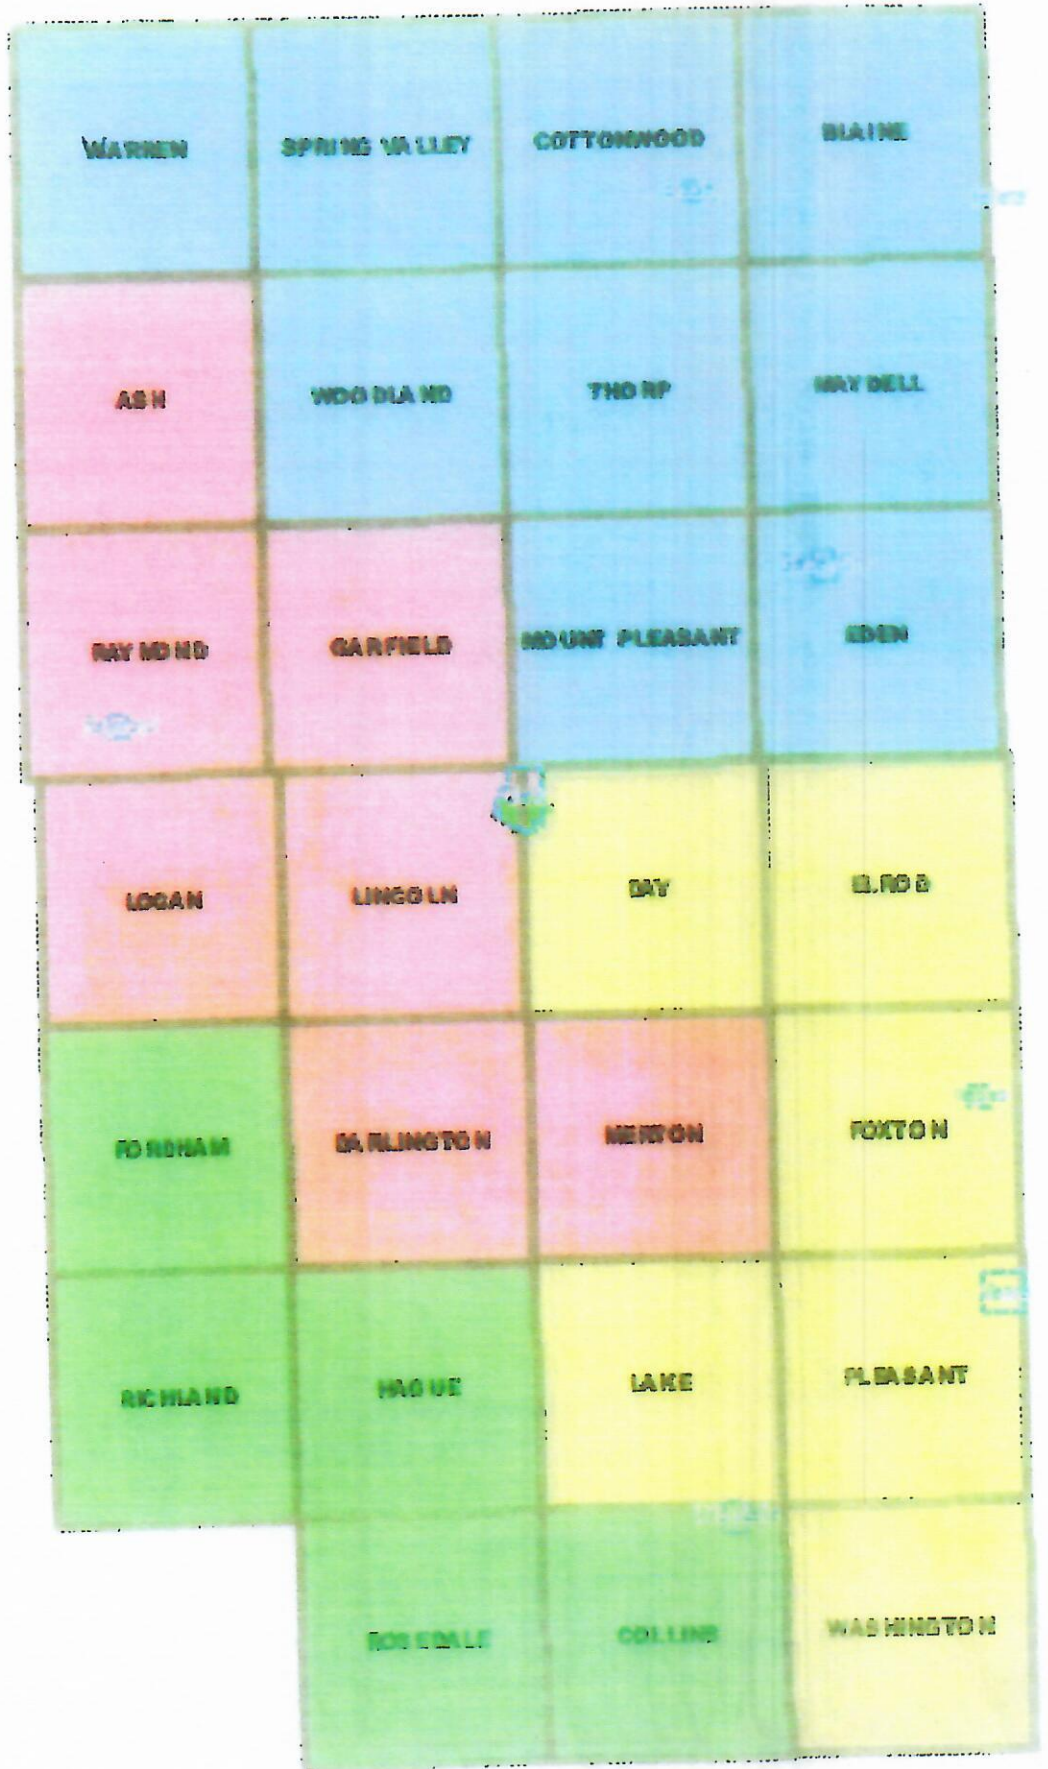 WARREN
SPRING VALLEY
COTTONWOOD
BLAINE
ASH
WOODLAND
THORP
MAYDELL
RAYMOND
GARFIELD
MOUNT PLEASANT
EDEN
LOGAN
LINCOLN
DAY
ELROD
FORDHAM
DARLINGTON
MERTON
FOXTON
RICHLAND
HAGUE
LAKE
PLEASANT
ROSEDALE
COLLINS
WASHINGTON